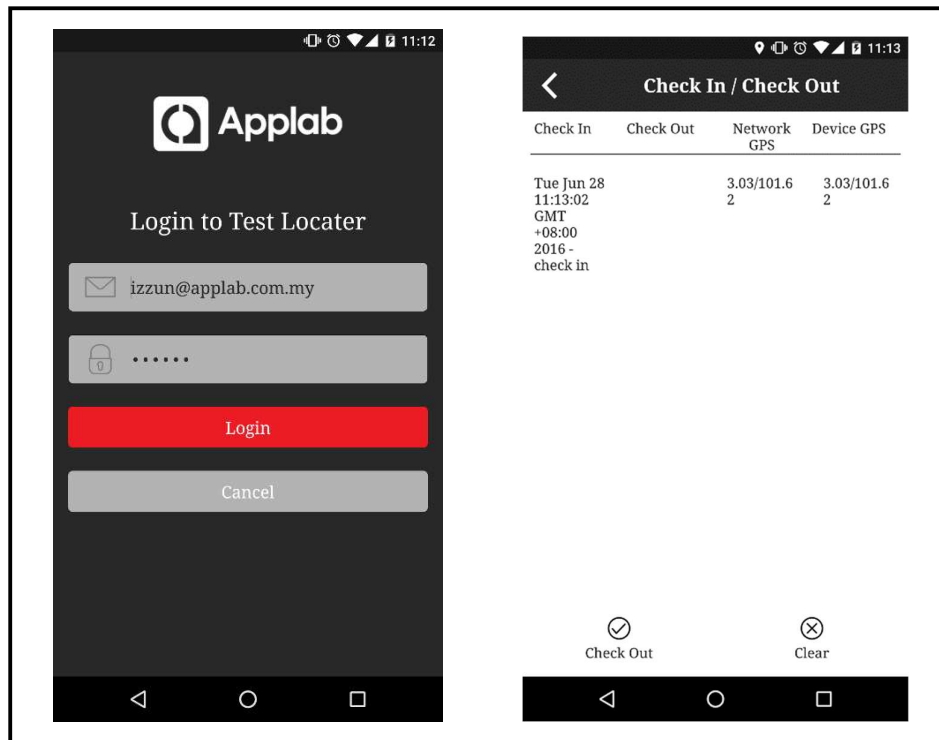 11:12
Applab
Login to Test Locater
izzun@applab.com.my
••••••
Login
Cancel
11:13
Check In / Check Out
Check In Check Out Network GPS Device GPS
Tue Jun 28
11:13:02
GMT
+08:00
2016 -
check in
3.03/101.6
2
3.03/101.6
2
Check Out
Clear